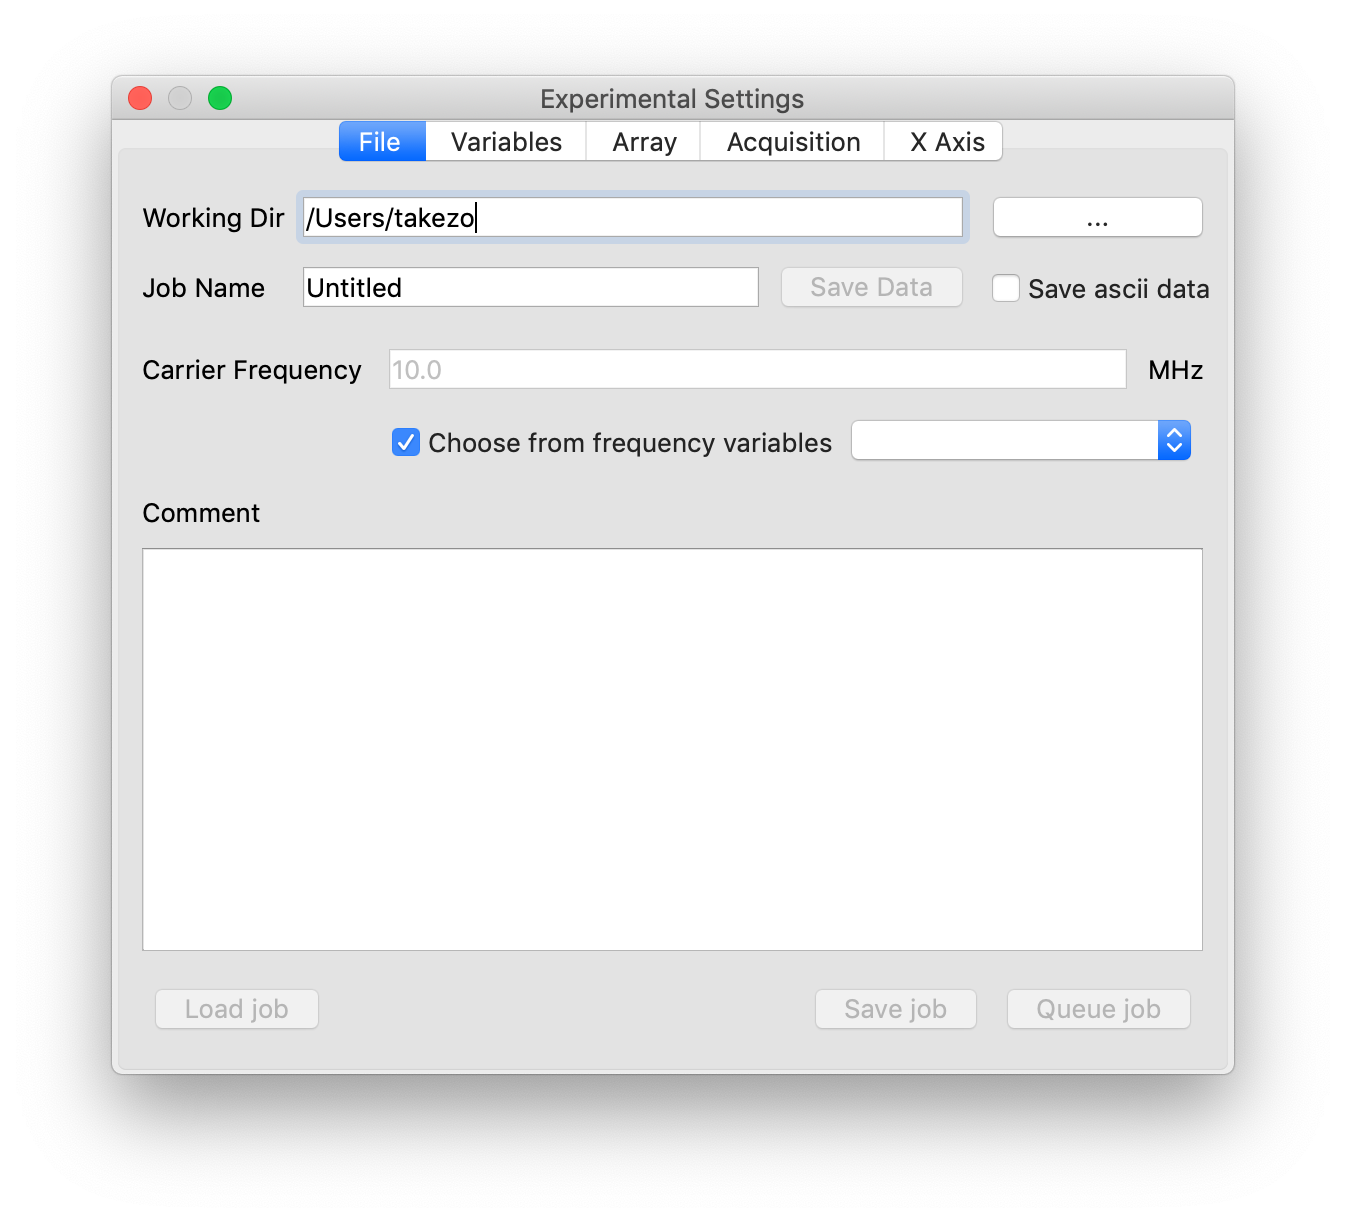 Experimental Settings
File Variables Array Acquisition X Axis
Working Dir /Users/takezo ...
Job Name Untitled Save Data Save ascii data
Carrier Frequency 10.0 MHz
Choose from frequency variables
Comment
Load job Save job Queue job